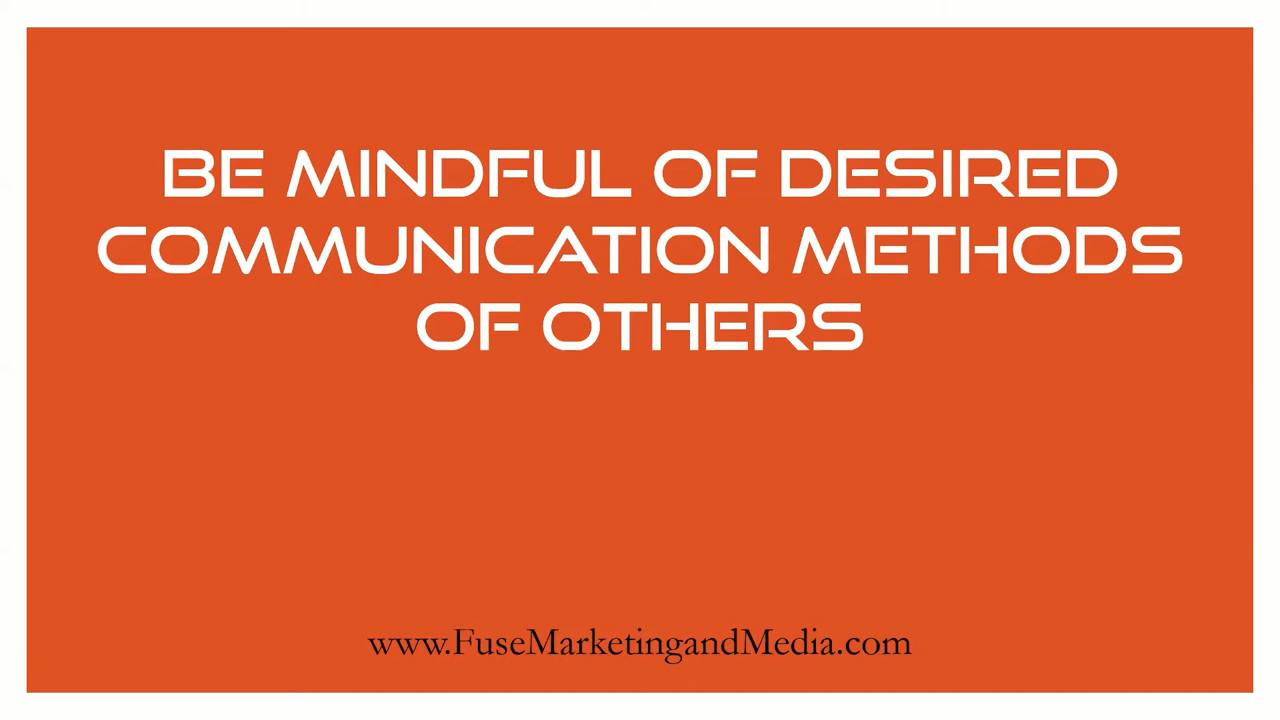 BE MINDFUL OF DESIRED
COMMUNICATION METHODS
OF OTHERS
www.FuseMarketingandMedia.com